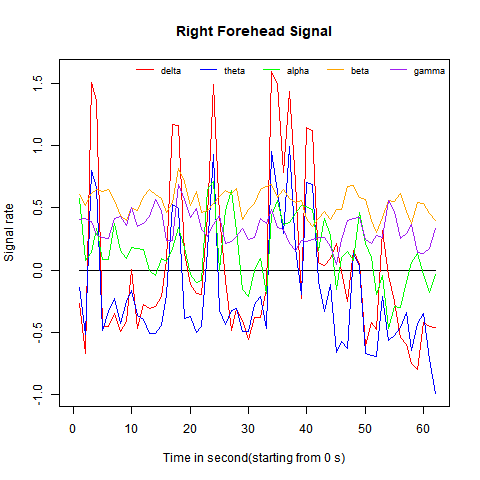 Right Forehead Signal
delta theta alpha beta gamma
1.5
1.0
0.5
0.0
-0.5
-1.0
Signal rate
0 10 20 30 40 50 60
Time in second(starting from 0 s)